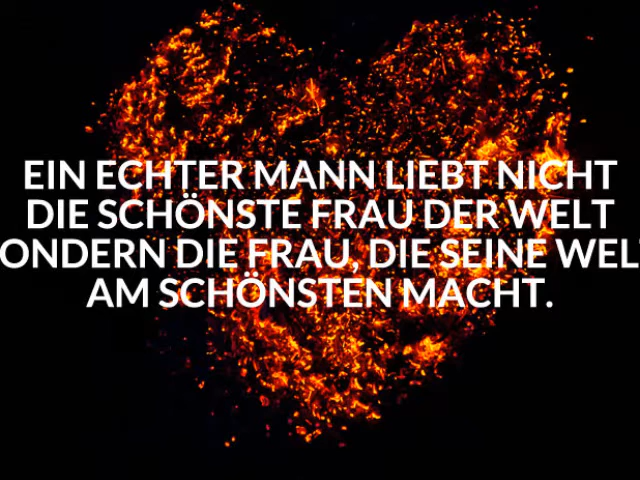 EIN ECHTER MANN LIEBT NICHT
DIE SCHÖNSTE FRAU DER WELT
ONDERN DIE FRAU, DIE SEINE WEL
AM SCHÖNSTEN MACHT.